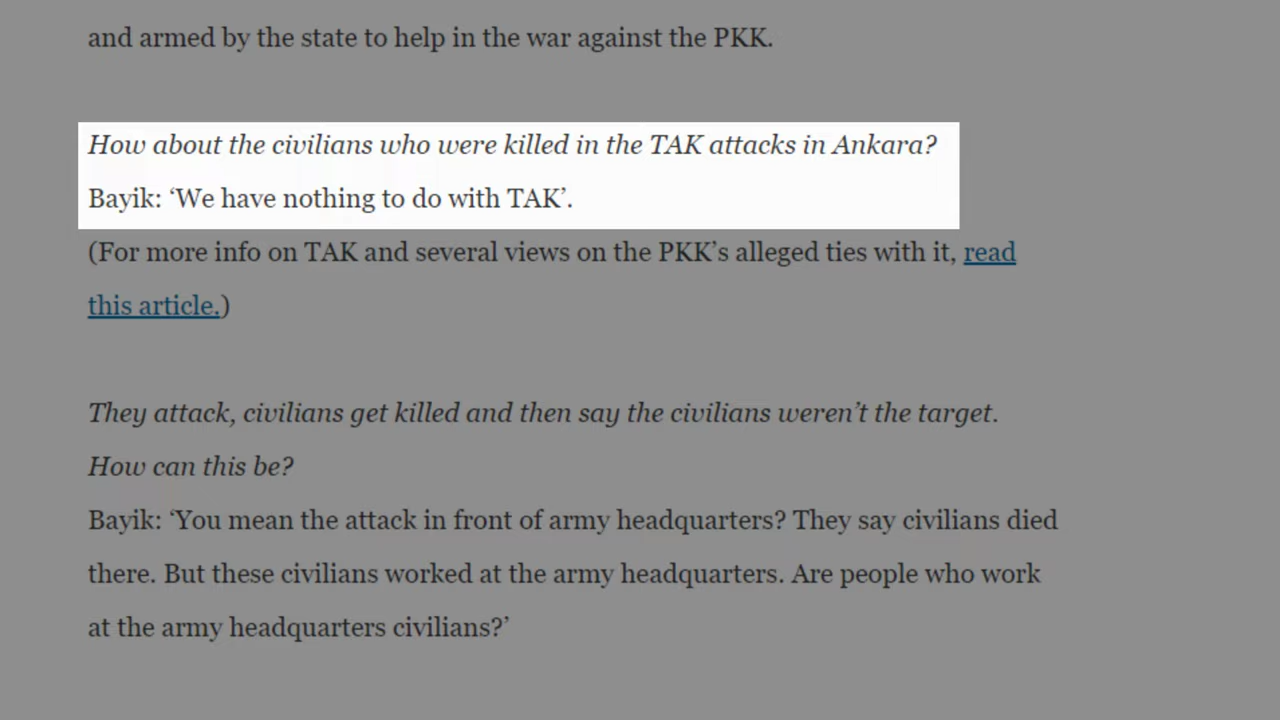 and armed by the state to help in the war against the PKK.
How about the civilians who were killed in the TAK attacks in Ankara?
Bayik: ‘We have nothing to do with TAK’.
(For more info on TAK and several views on the PKK’s alleged ties with it, read
this article.)
They attack, civilians get killed and then say the civilians weren’t the target.
How can this be?
Bayik: ‘You mean the attack in front of army headquarters? They say civilians died
there. But these civilians worked at the army headquarters. Are people who work
at the army headquarters civilians?’